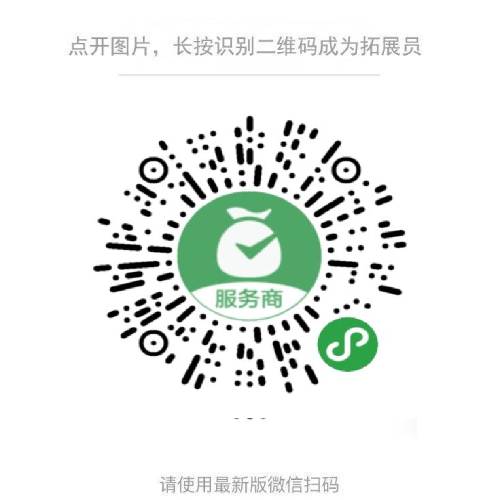 点开图片，长按识别二维码成为拓展员
服务商
请使用最新版微信扫码